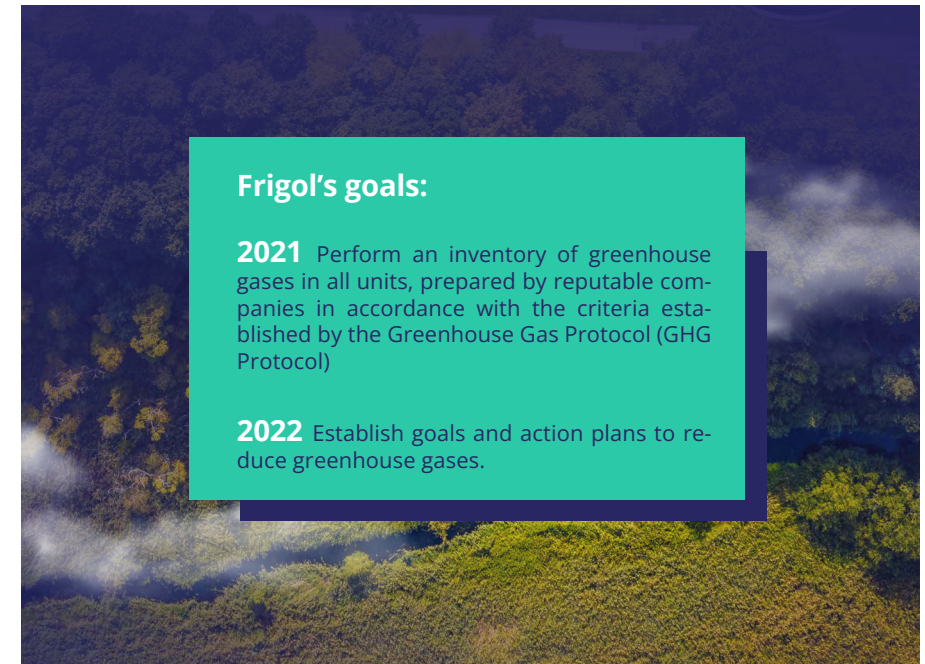 Frigol’s goals:
2021 Perform an inventory of greenhouse
gases in all units, prepared by reputable com-
panies in accordance with the criteria esta-
blished by the Greenhouse Gas Protocol (GHG
Protocol)
2022 Establish goals and action plans to re-
duce greenhouse gases.